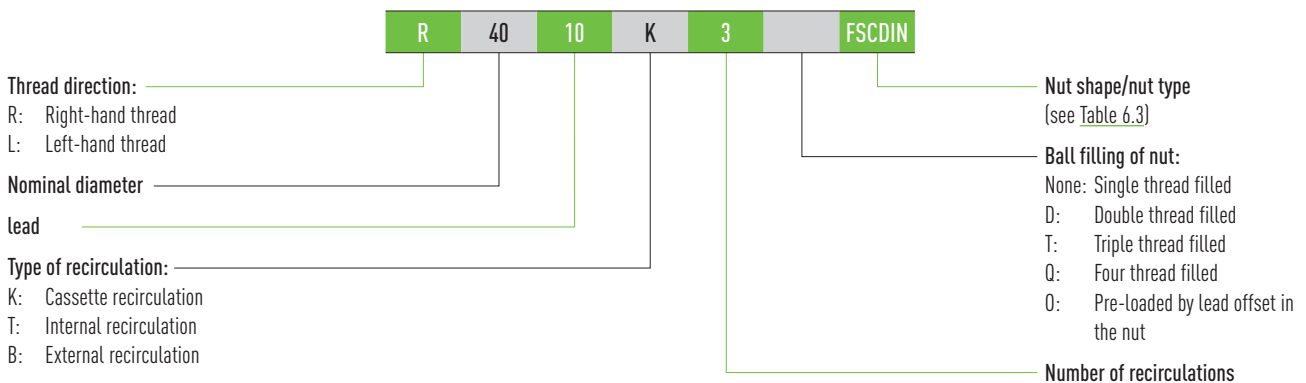 R 40 10 K 3 FSCDIN
Thread direction:
R: Right-hand thread
L: Left-hand thread
Nominal diameter
lead
Type of recirculation:
K: Cassette recirculation
T: Internal recirculation
B: External recirculation
Nut shape/nut type
(see Table 6.3)
Ball filling of nut:
None: Single thread filled
D: Double thread filled
T: Triple thread filled
Q: Four thread filled
O: Pre-loaded by lead offset in
the nut
Number of recirculations